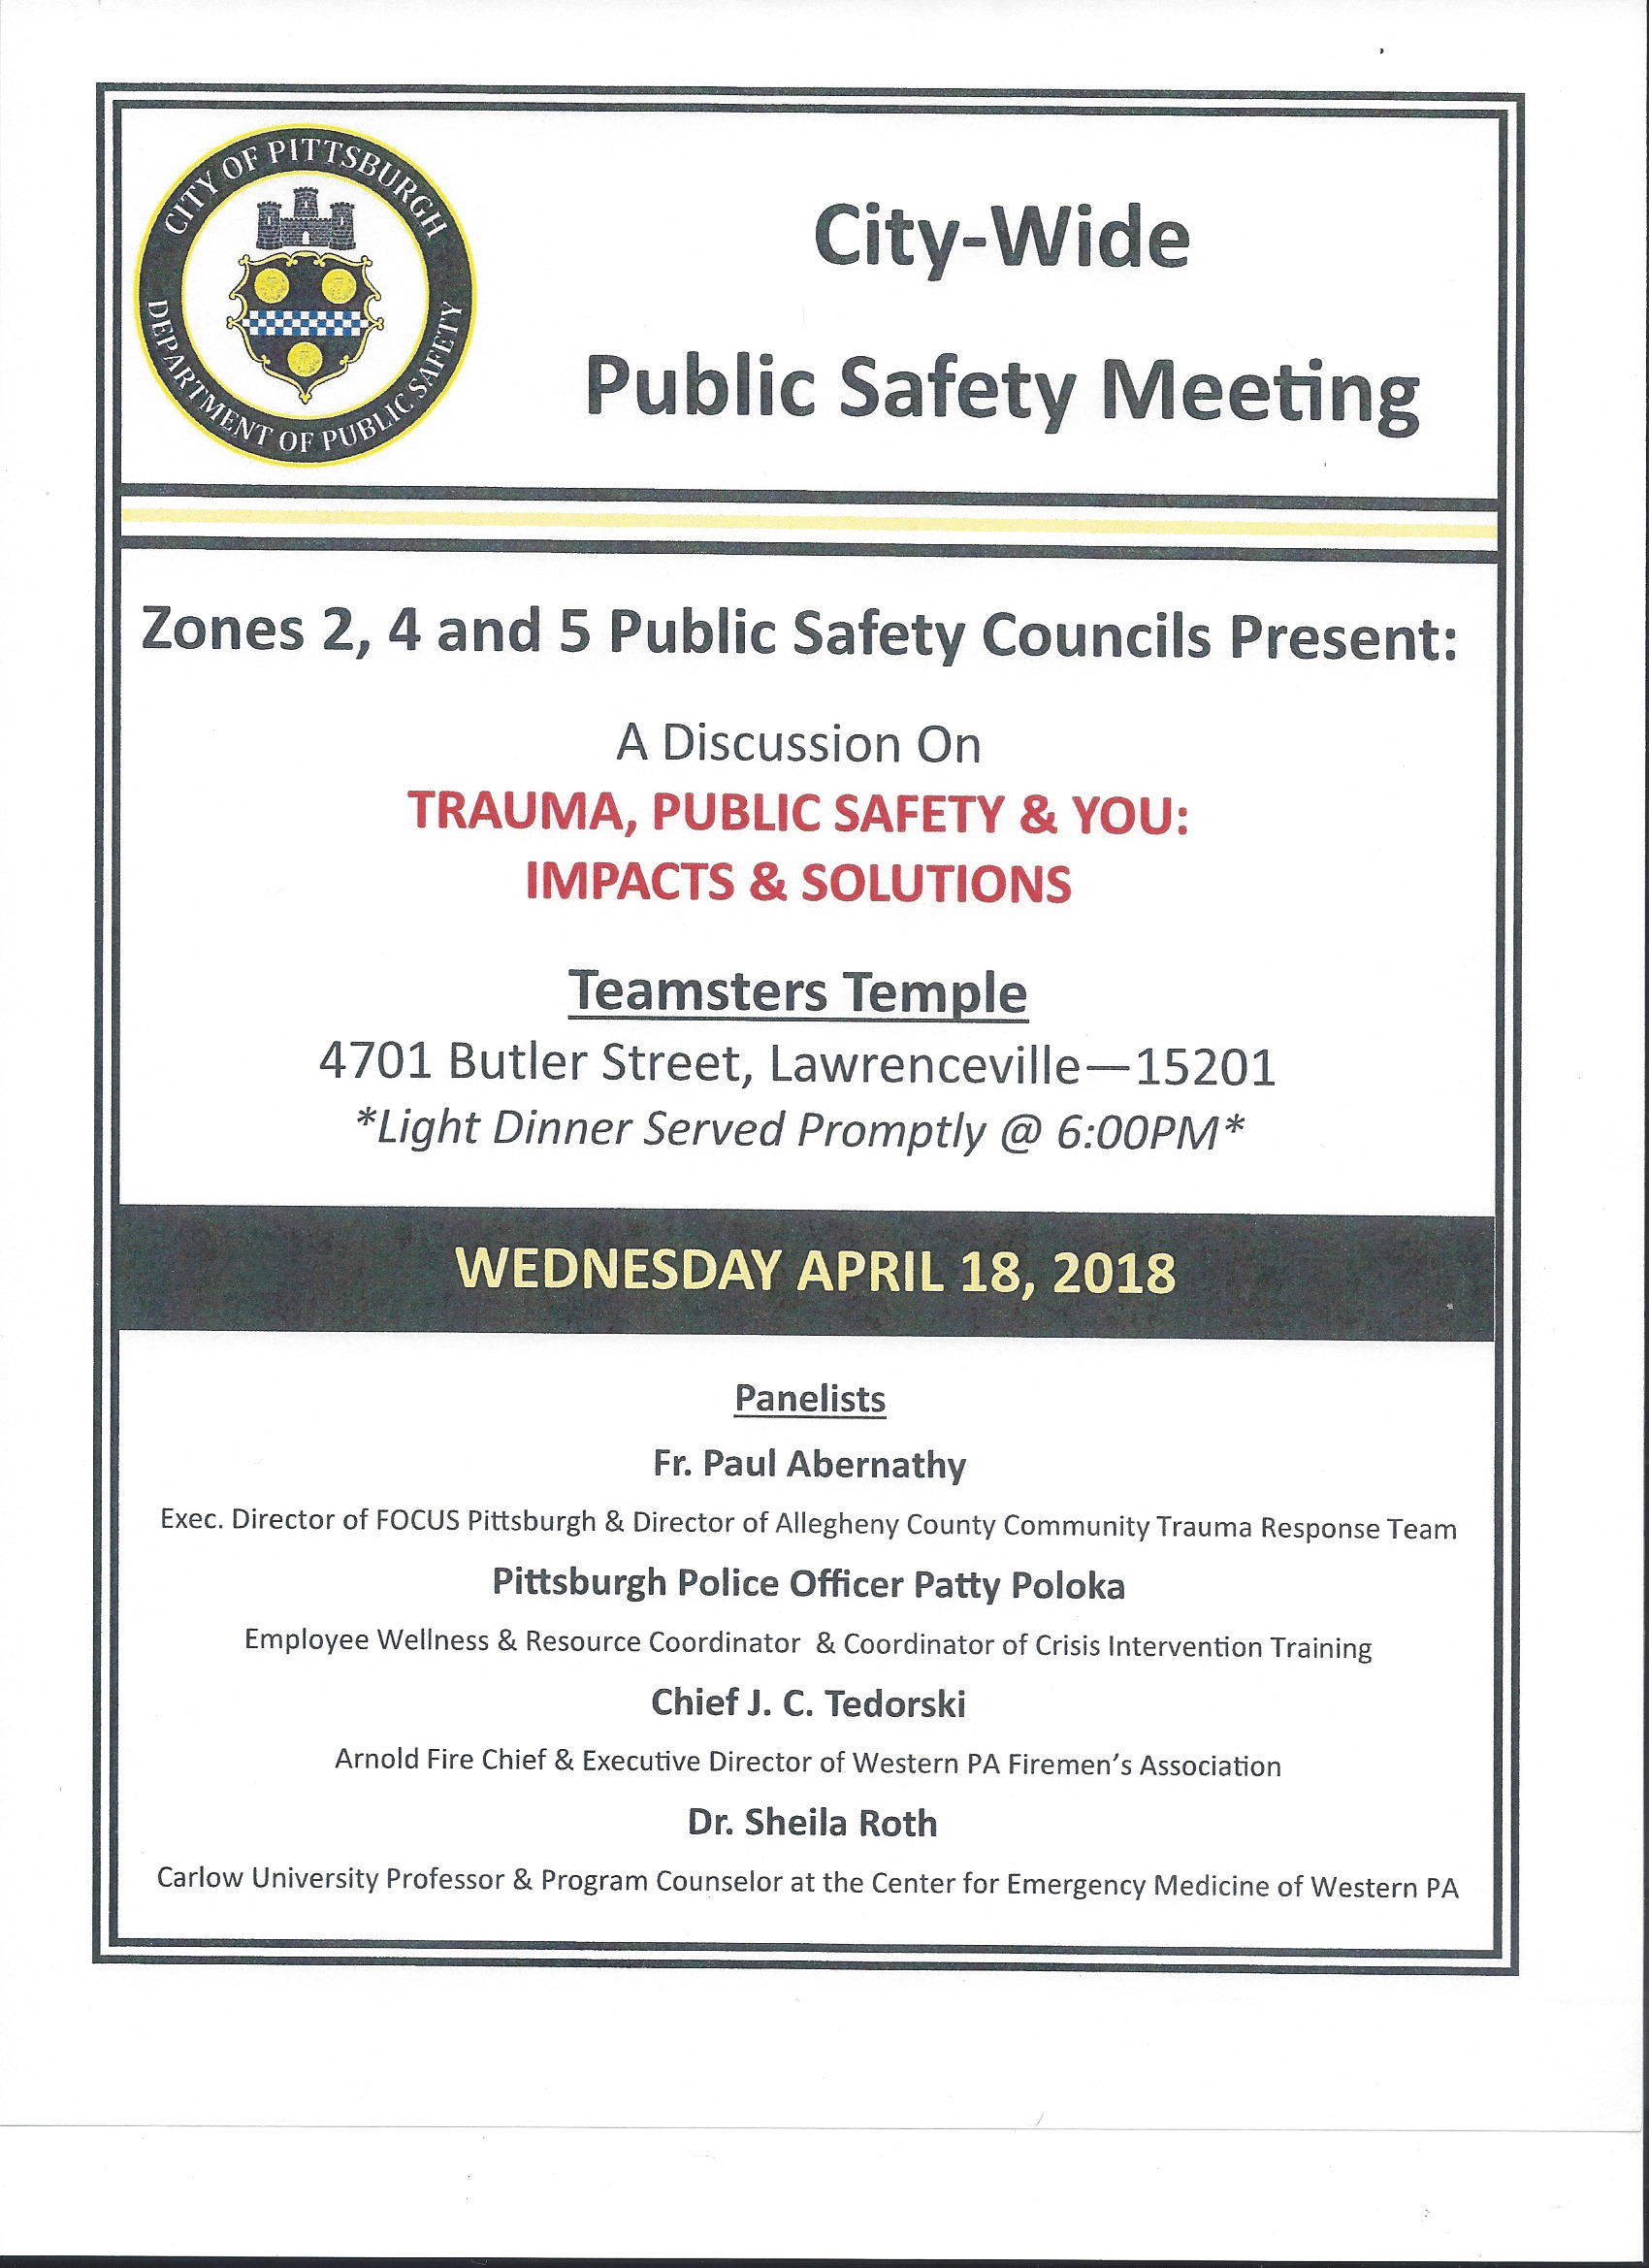 CITY OF PITTSBURGH
DEPARTMENT OF PUBLIC SAFETY
City-Wide
Public Safety Meeting
Zones 2, 4 and 5 Public Safety Councils Present:
A Discussion On
TRAUMA, PUBLIC SAFETY & YOU:
IMPACTS & SOLUTIONS
Teamsters Temple
4701 Butler Street, Lawrenceville—15201
*Light Dinner Served Promptly @ 6:00PM*
WEDNESDAY APRIL 18, 2018
Panelists
Fr. Paul Abernathy
Exec. Director of FOCUS Pittsburgh & Director of Allegheny County Community Trauma Response Team
Pittsburgh Police Officer Patty Poloka
Employee Wellness & Resource Coordinator & Coordinator of Crisis Intervention Training
Chief J. C. Tedorski
Arnold Fire Chief & Executive Director of Western PA Firemen's Association
Dr. Sheila Roth
Carlow University Professor & Program Counselor at the Center for Emergency Medicine of Western PA